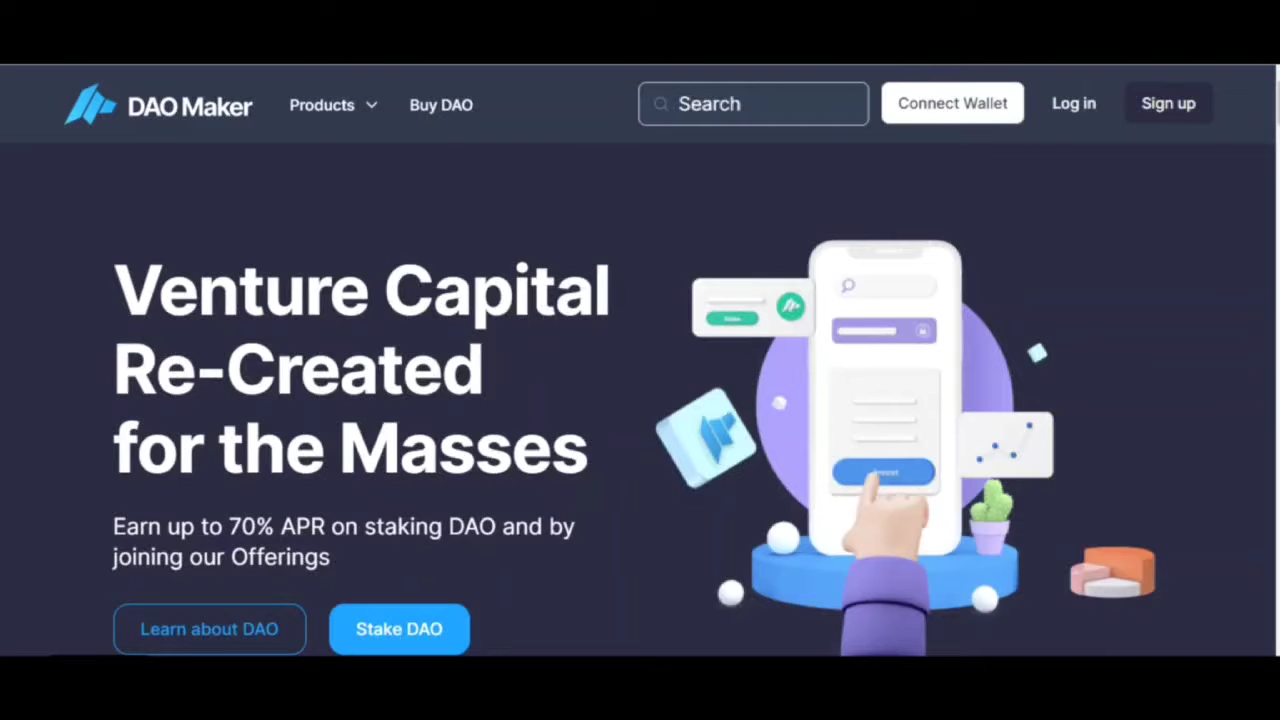 DAO Maker
Products
Buy DAO
Search
Connect Wallet
Log in
Sign up
Venture Capital
Re-Created
for the Masses
Earn up to 70% APR on staking DAO and by
joining our Offerings
Learn about DAO
Stake DAO